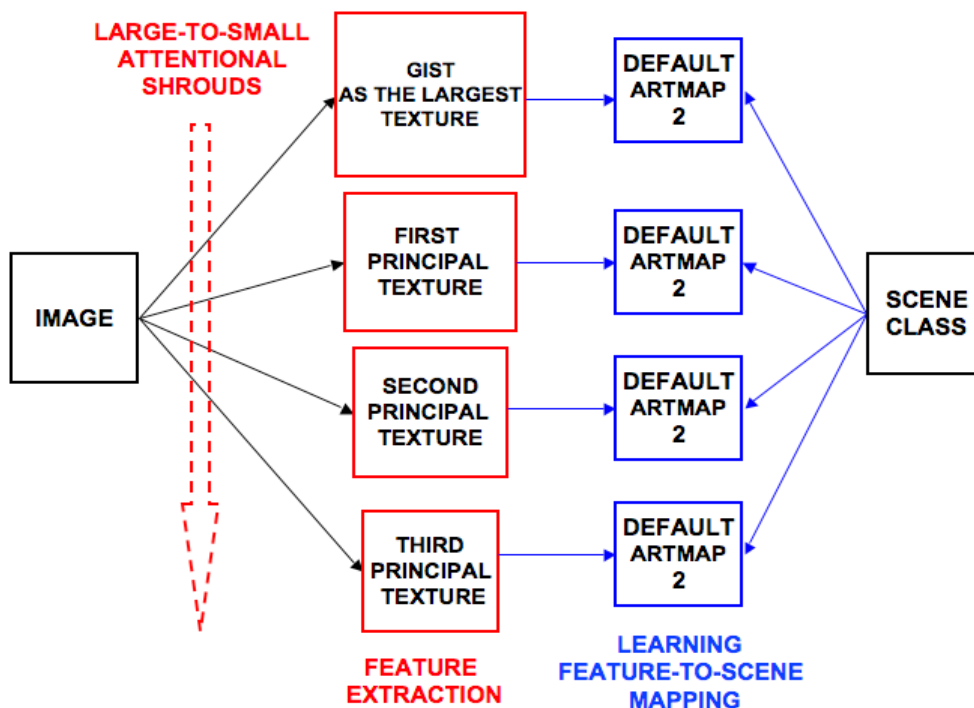 LARGE-TO-SMALL
ATTENTIONAL
SHROUDS
GIST
AS THE LARGEST
TEXTURE
DEFAULT
ARTMAP
2
FIRST
PRINCIPAL
TEXTURE
DEFAULT
ARTMAP
2
IMAGE
SCENE
CLASS
SECOND
PRINCIPAL
TEXTURE
DEFAULT
ARTMAP
2
THIRD
PRINCIPAL
TEXTURE
DEFAULT
ARTMAP
2
FEATURE
EXTRACTION
LEARNING
FEATURE-TO-SCENE
MAPPING